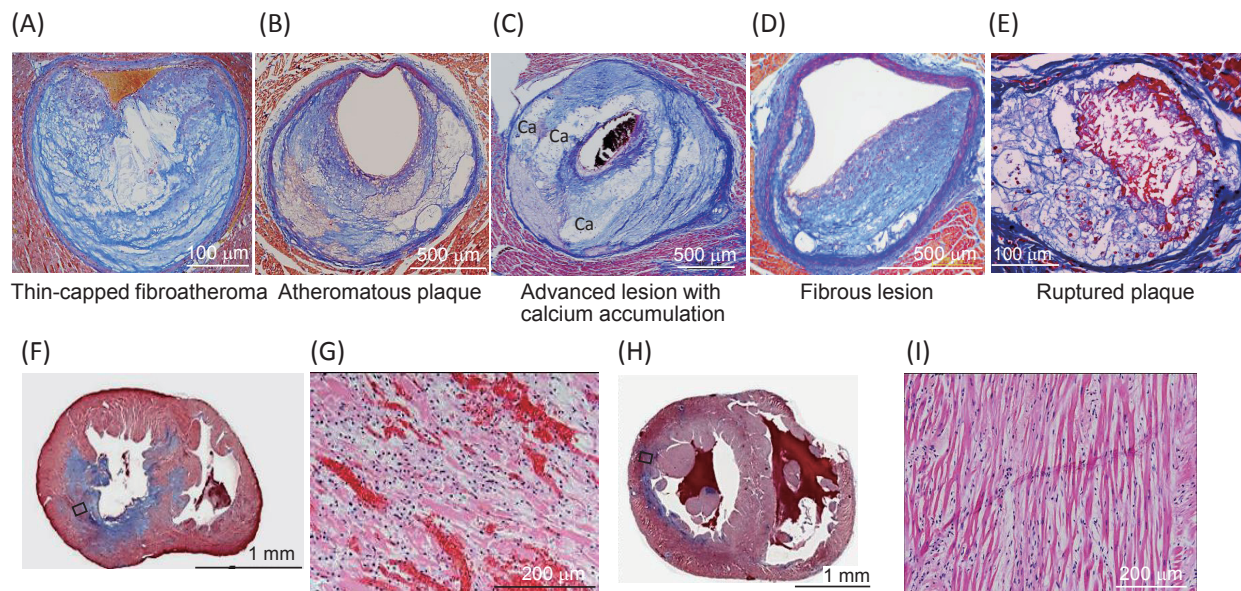 (A)
(B)
(C)
(D)
(E)
Ca
Ca
Ca
100 µm
500 µm
500 µm
500 µm
100 µm
Thin-capped fibroatheroma
Atheromatous plaque
Advanced lesion with
calcium accumulation
Fibrous lesion
Ruptured plaque
(F)
(G)
(H)
(I)
1 mm
200 µm
1 mm
200 µm